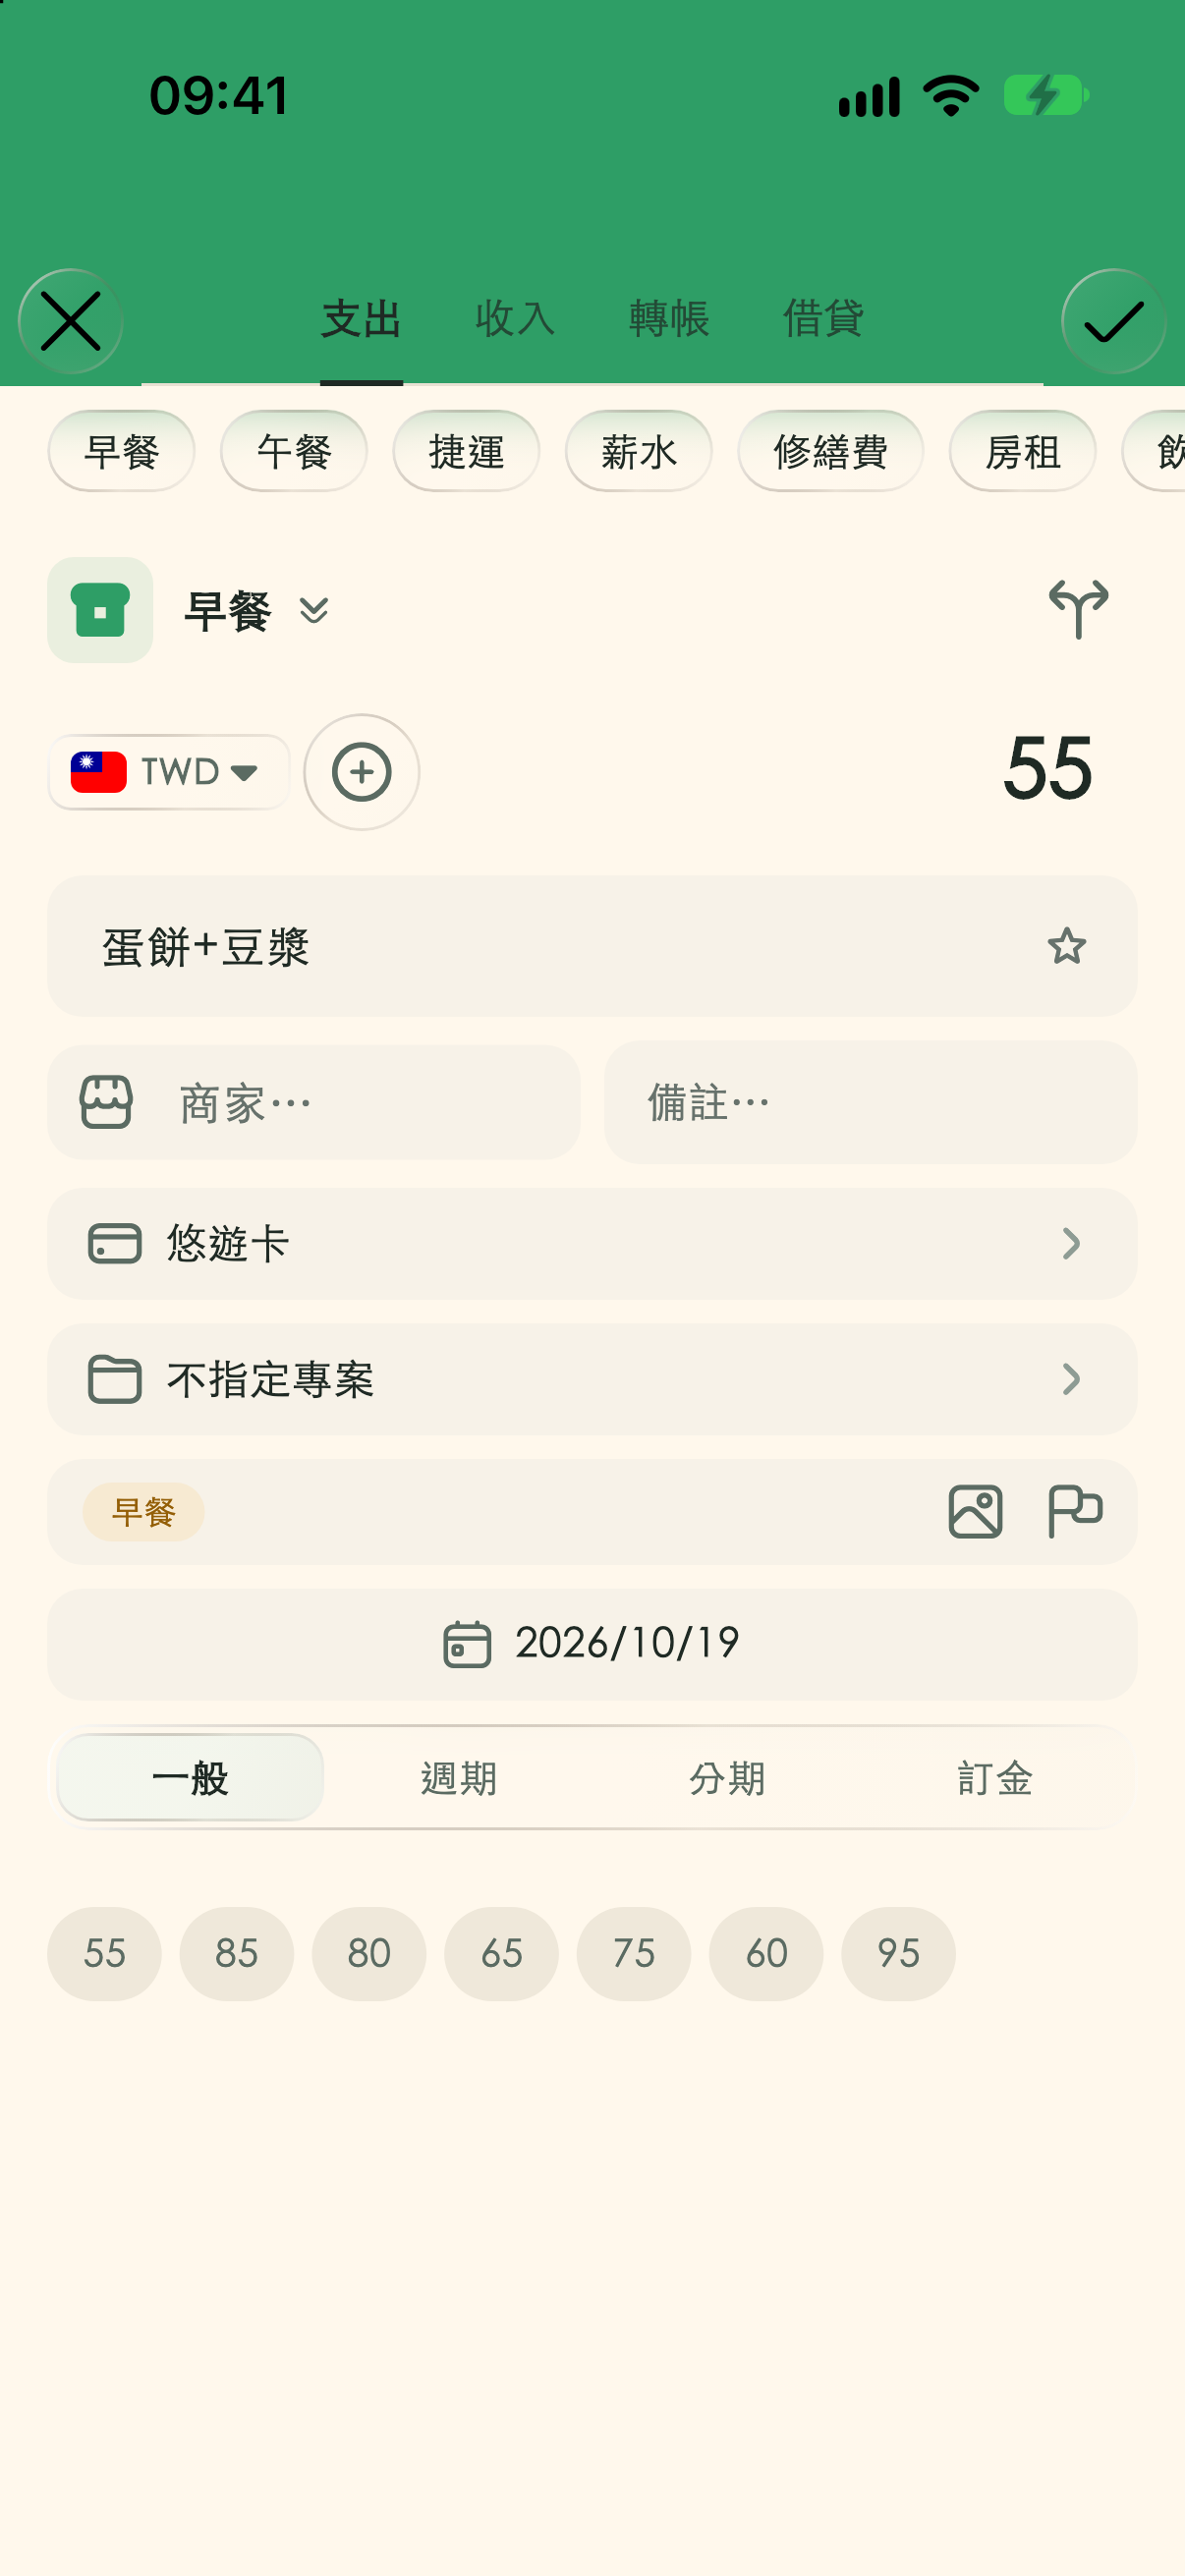 09:41
支出 收入 轉帳 借貸
早餐 午餐 捷運 薪水 修繕費 房租 飲
早餐
TWD 55
蛋餅+豆漿
商家… 備註…
悠遊卡
不指定專案
早餐
2026/10/19
一般 週期 分期 訂金
55 85 80 65 75 60 95